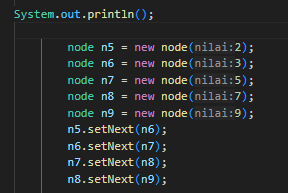 System.out.println();
node n5 = new node(nilai:2);
node n6 = new node(nilai:3);
node n7 = new node(nilai:5);
node n8 = new node(nilai:7);
node n9 = new node(nilai:9);
n5.setNext(n6);
n6.setNext(n7);
n7.setNext(n8);
n8.setNext(n9);